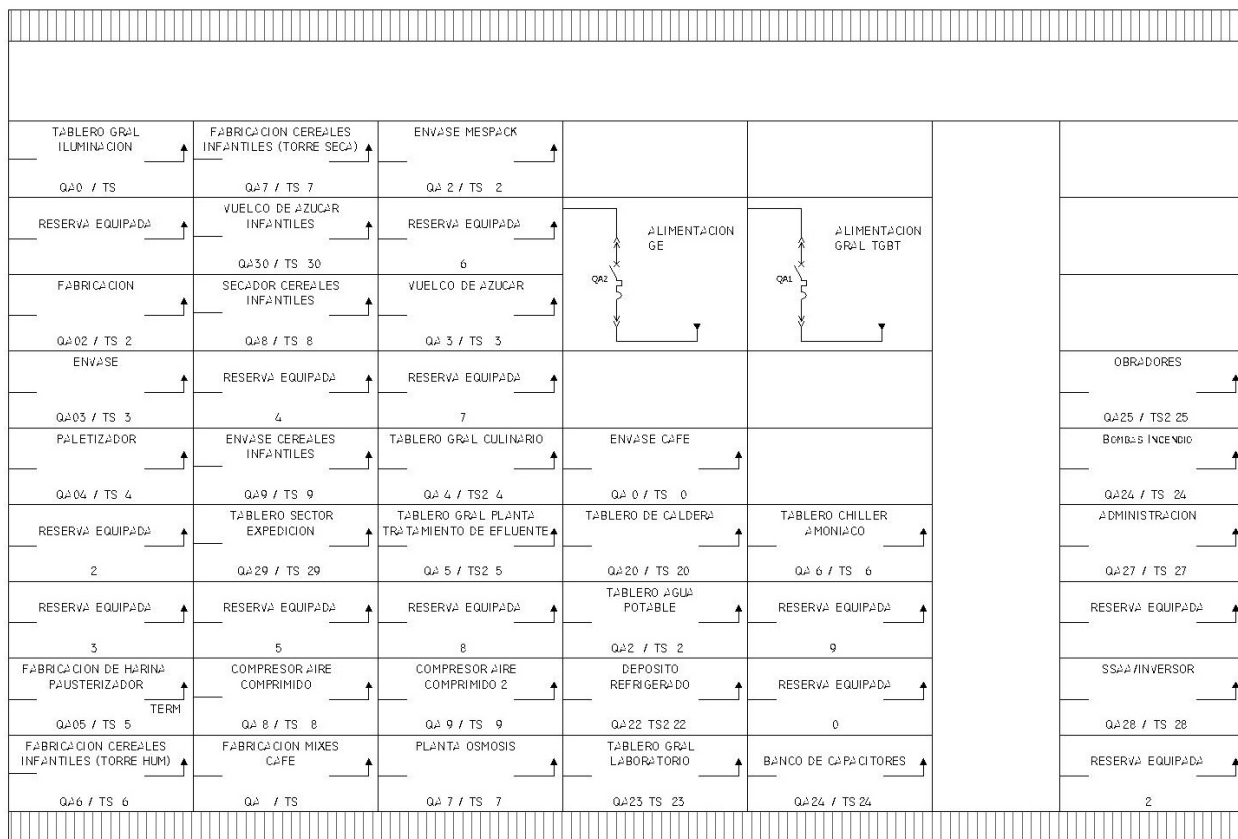 TABLERO GRAL
ILUMINACION
QA0 / TS
FABRICACION CEREALES
INFANTILES (TORRE SECA)
QA7 / TS 7
ENVASE MESPACK
QA 2 / TS 2
RESERVA EQUIPADA
VUELCO DE AZUCAR
INFANTILES
QA30 / TS 30
RESERVA EQUIPADA
6
QA2
ALIMENTACION
GE
QA1
ALIMENTACION
GRAL TGBT
FABRICACION
QA02 / TS 2
SECADOR CEREALES
INFANTILES
QA8 / TS 8
VUELCO DE AZUCAR
QA 3 / TS 3
ENVASE
QA03 / TS 3
RESERVA EQUIPADA
4
RESERVA EQUIPADA
7
OBRADORES
QA25 / TS2 25
PALETIZADOR
QA04 / TS 4
ENVASE CEREALES
INFANTILES
QA9 / TS 9
TABLERO GRAL CULINARIO
QA 4 / TS2 4
ENVASE CAFE
QA 0 / TS 0
BOMBAS INCENDIO
QA24 / TS 24
RESERVA EQUIPADA
2
TABLERO SECTOR
EXPEDICION
QA29 / TS 29
TABLERO GRAL PLANTA
TRATAMIENTO DE EFLUENTE
QA 5 / TS2 5
TABLERO DE CALDERA
QA20 / TS 20
TABLERO CHILLER
AMONIACO
QA 6 / TS 6
ADMINISTRACION
QA27 / TS 27
RESERVA EQUIPADA
3
RESERVA EQUIPADA
5
RESERVA EQUIPADA
8
TABLERO AGUA
POTABLE
QA2 / TS 2
RESERVA EQUIPADA
9
RESERVA EQUIPADA
FABRICACION DE HARINA
PAUSTERIZADOR
TERM
QA05 / TS 5
COMPRESOR AIRE
COMPRIMIDO
QA 8 / TS 8
COMPRESOR AIRE
COMPRIMIDO 2
QA 9 / TS 9
DEPOSITO
REFRIGERADO
QA22 TS2 22
RESERVA EQUIPADA
0
SSAA/INVERSOR
QA28 / TS 28
FABRICACION CEREALES
INFANTILES (TORRE HUM)
QA6 / TS 6
FABRICACION MIXES
CAFE
QA / TS
PLANTA OSMOSIS
QA 7 / TS 7
TABLERO GRAL
LABORATORIO
QA23 TS 23
BANCO DE CAPACITORES
QA24 / TS 24
RESERVA EQUIPADA
2